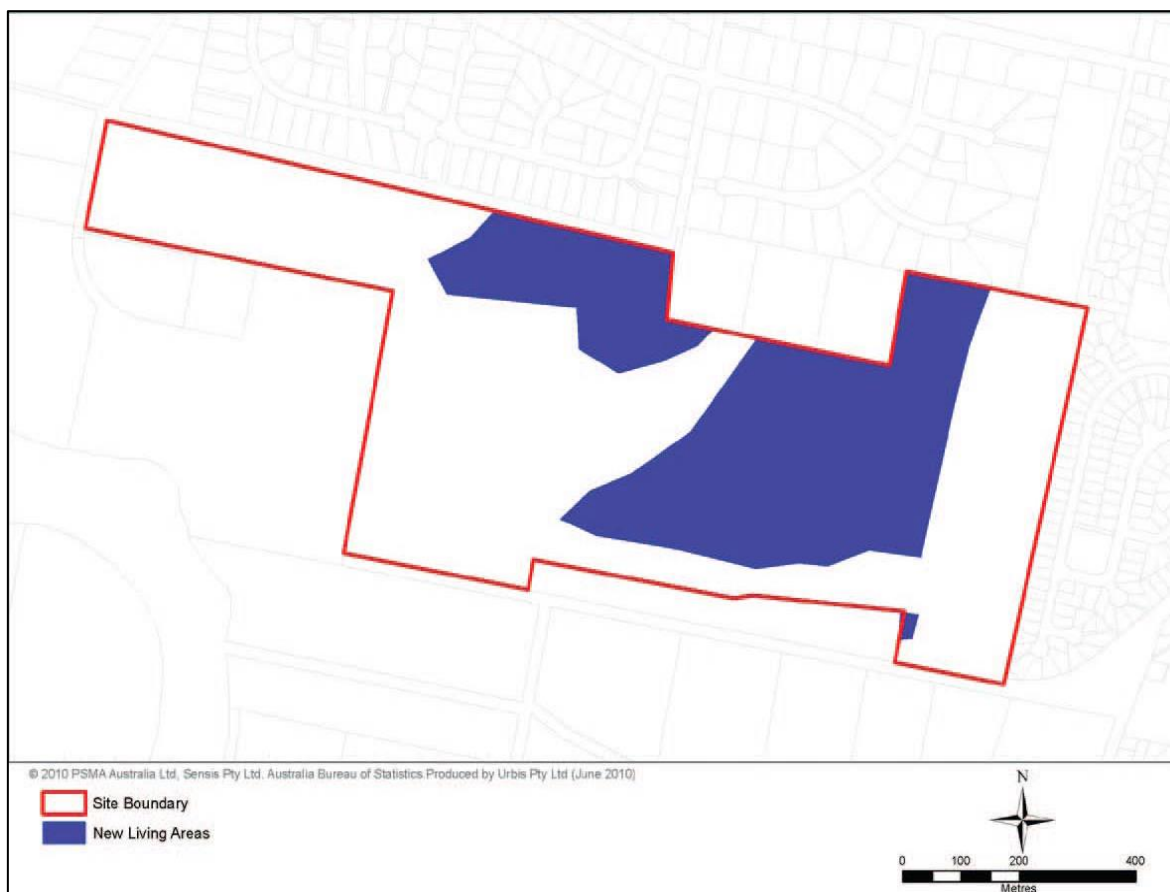 © 2010 PSMA Australia Ltd, Sensis Pty Ltd. Australia Bureau of Statistics.Produced by Urbis Pty Ltd (June 2010)
Site Boundary
New Living Areas
N
0 100 200 400
Metres